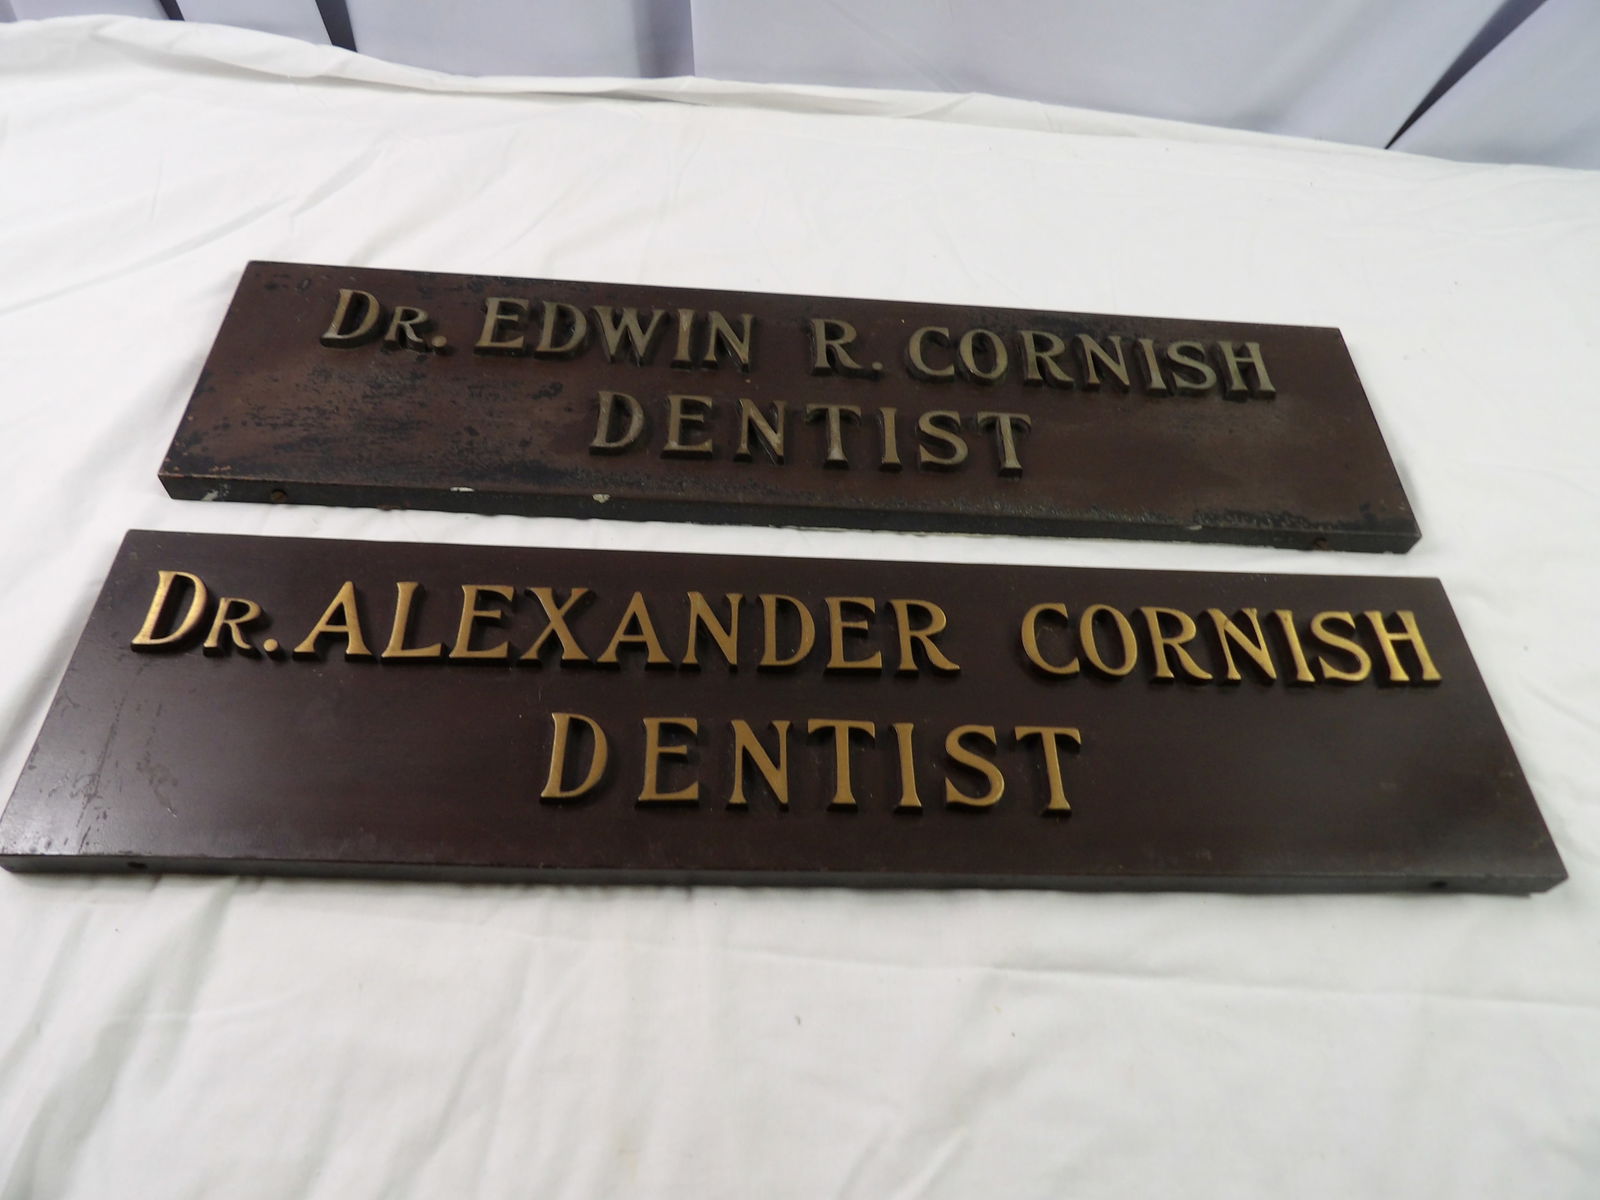 DR. EDWIN R. CORNISH
DENTIST
DR. ALEXANDER CORNISH
DENTIST